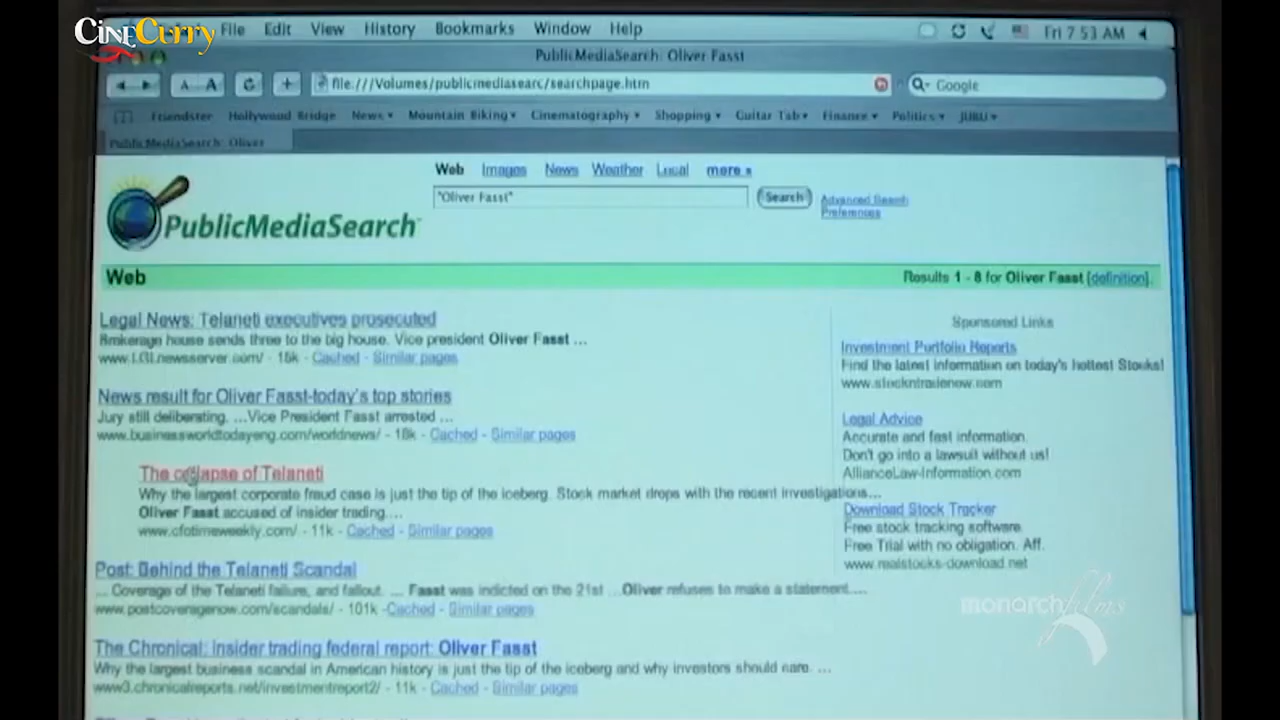 CineCurry
File Edit View History Bookmarks Window Help
Fri 7 53 AM
PublicMediaSearch: Oliver Fasst
A A
file:///Volumes/publicmediasearc/searchpage.htm
Google
Friendster Hollywood Bridge News Mountain Biking Cinematography Shopping Guitar Tab Finance Politics
PublicMediaSearch: Oliver
Web Images News Weather Local more »
"Oliver Fasst"
Search
Advanced Search
Preferences
PublicMediaSearch
Web
Results 1 - 8 for Oliver Fasst [definition].
Legal News: Telaneti executives prosecuted
Brokerage house sends three to the big house. Vice president Oliver Fasst ...
15k - Cached - Similar pages
News result for Oliver Fasst-today's top stories
Jury still deliberating. ...Vice President Fasst arrested ...
www.businessworldtodayeng.com/worldnews/ - 18k - Cached - Similar pages
The collapse of Telaneti
Why the largest corporate fraud case is just the tip of the iceberg. Stock market drops with the recent investigations...
Oliver Fasst accused of insider trading....
www.cfotimeweekly.com/ - 11k - Cached - Similar pages
Post: Behind the Telaneti Scandal
... Coverage of the Telaneti failure, and fallout. ... Fasst was indicted on the 21st ...Oliver refuses to make a statement....
www.postcoveragenow.com/scandals/ - 101k -Cached - Similar pages
The Chronical: Insider trading federal report: Oliver Fasst
Why the largest business scandal in American history is just the tip of the iceberg and why investors should care. ...
www3.chronicalreports.net/investmentreport2/ - 11k - Cached - Similar pages
Sponsored Links
Investment Portfolio Reports
Find the latest information on today's hottest Stocks!
Legal Advice
Accurate and fast information.
Don't go into a lawsuit without us!
AllianceLaw-Information.com
Download Stock Tracker
Free stock tracking software.
Free Trial with no obligation. Aff.
www.realstocks-download.net
monarchfilms